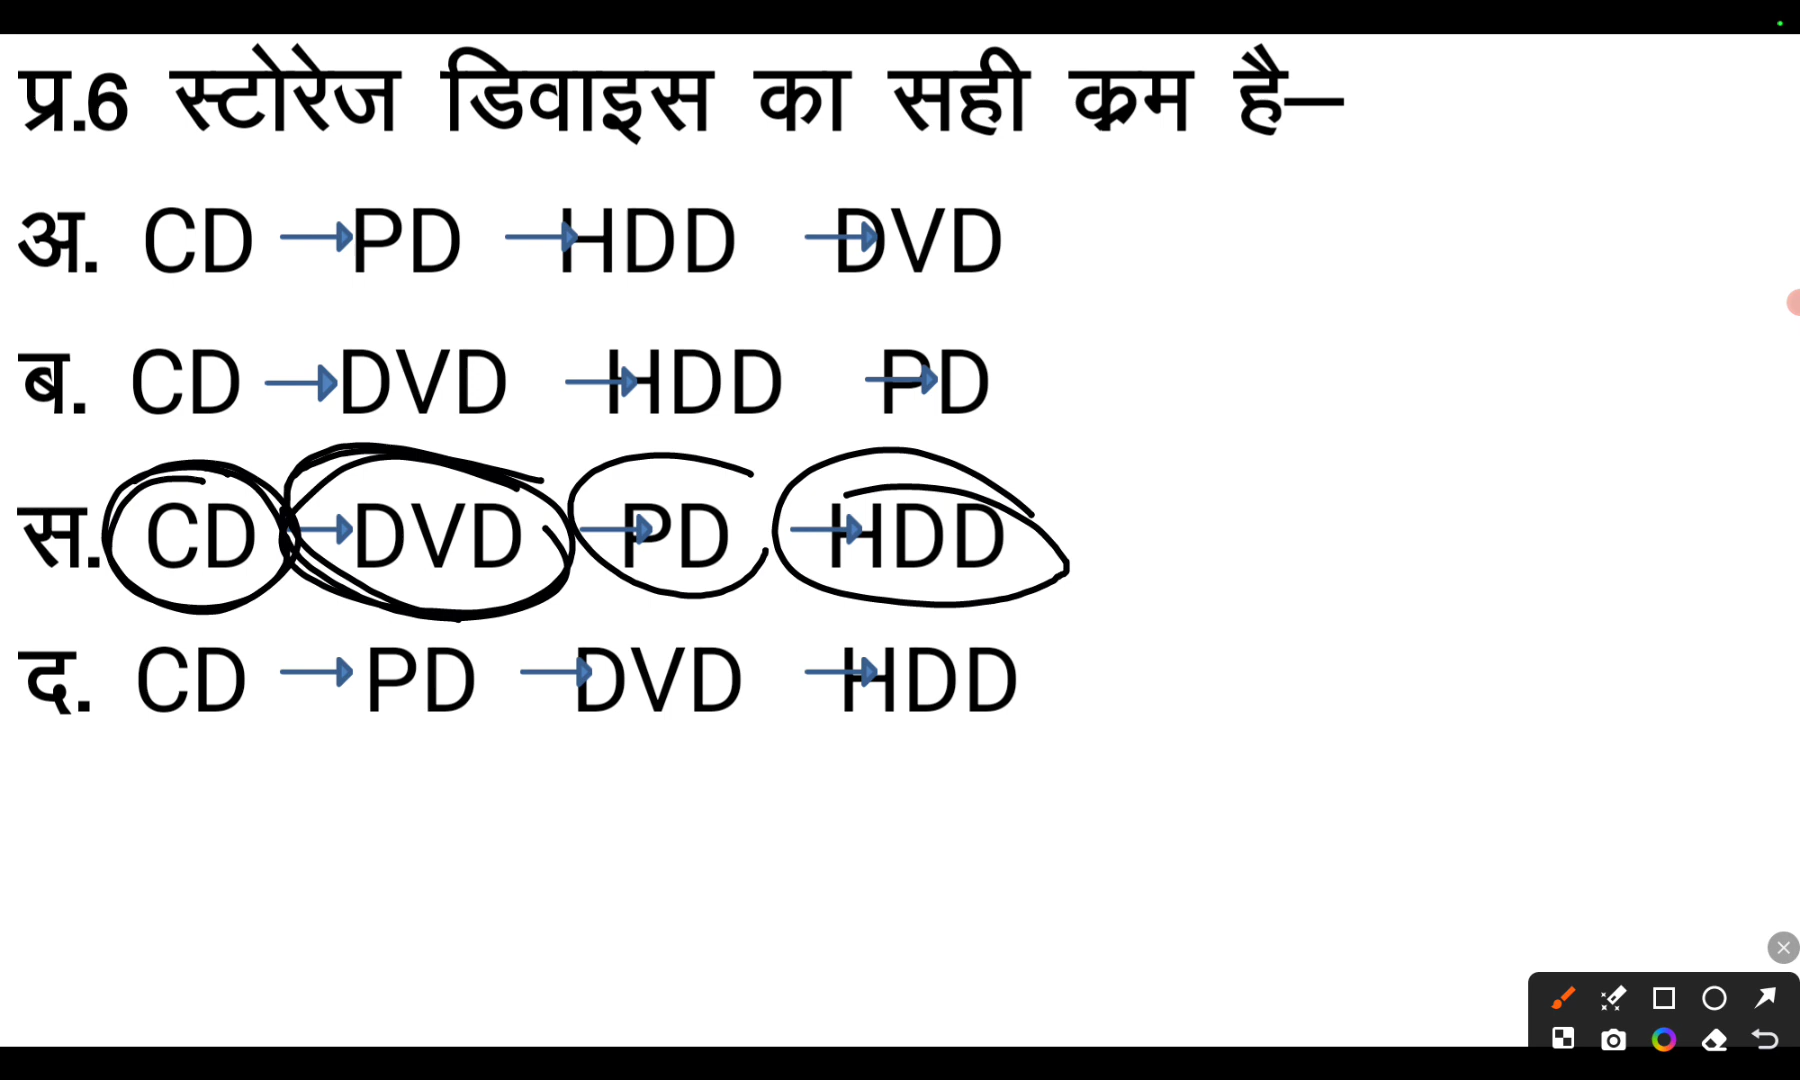 प्र.6 स्टोरेज डिवाइस का सही क्रम है–
अ. CD →PD →HDD →DVD
ब. CD →DVD →HDD →PD
स. CD →DVD →PD →HDD
द. CD →PD →DVD →HDD